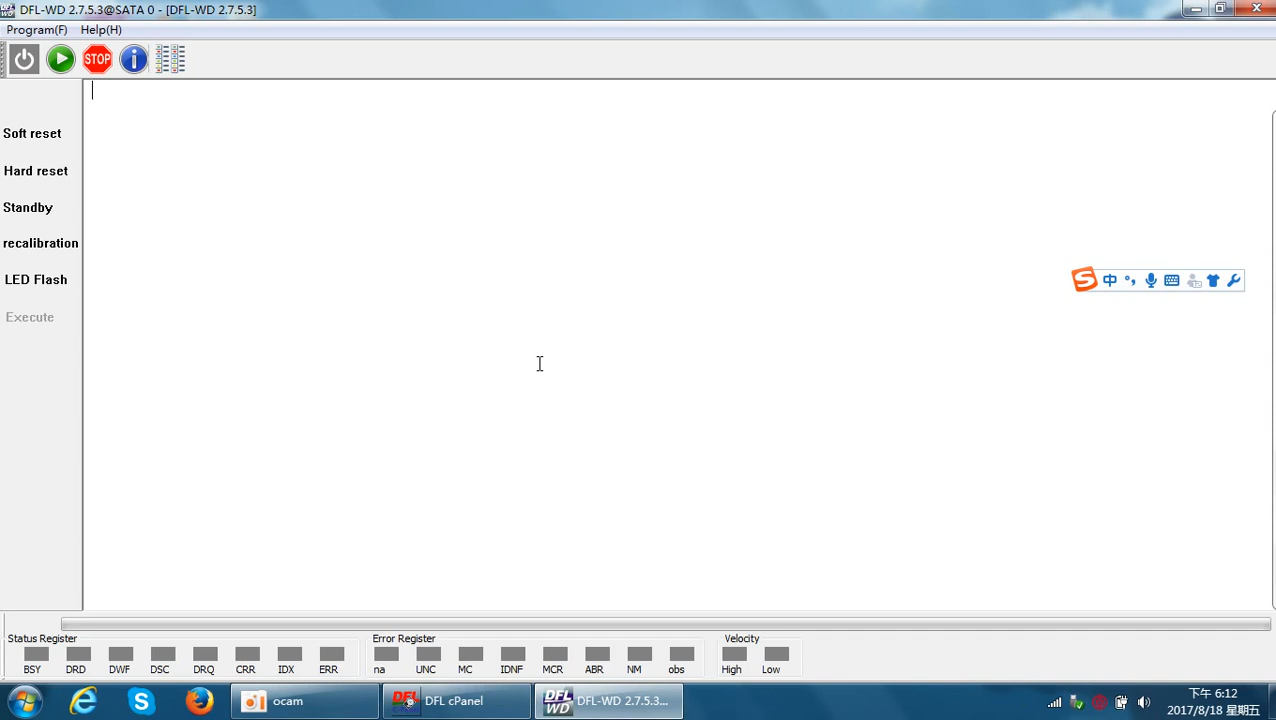 DFL-WD 2.7.5.3@SATA 0 - [DFL-WD 2.7.5.3]
Program(F) Help(H)
STOP
Soft reset
Hard reset
Standby
recalibration
LED Flash
Execute
S 中
Status Register Error Register Velocity
BSY DRD DWF DSC DRQ CRR IDX ERR na UNC MC IDNF MCR ABR NM obs High Low
ocam DFL DFL cPanel DFL WD DFL-WD 2.7.5.3...
下午 6:12
2017/8/18 星期五